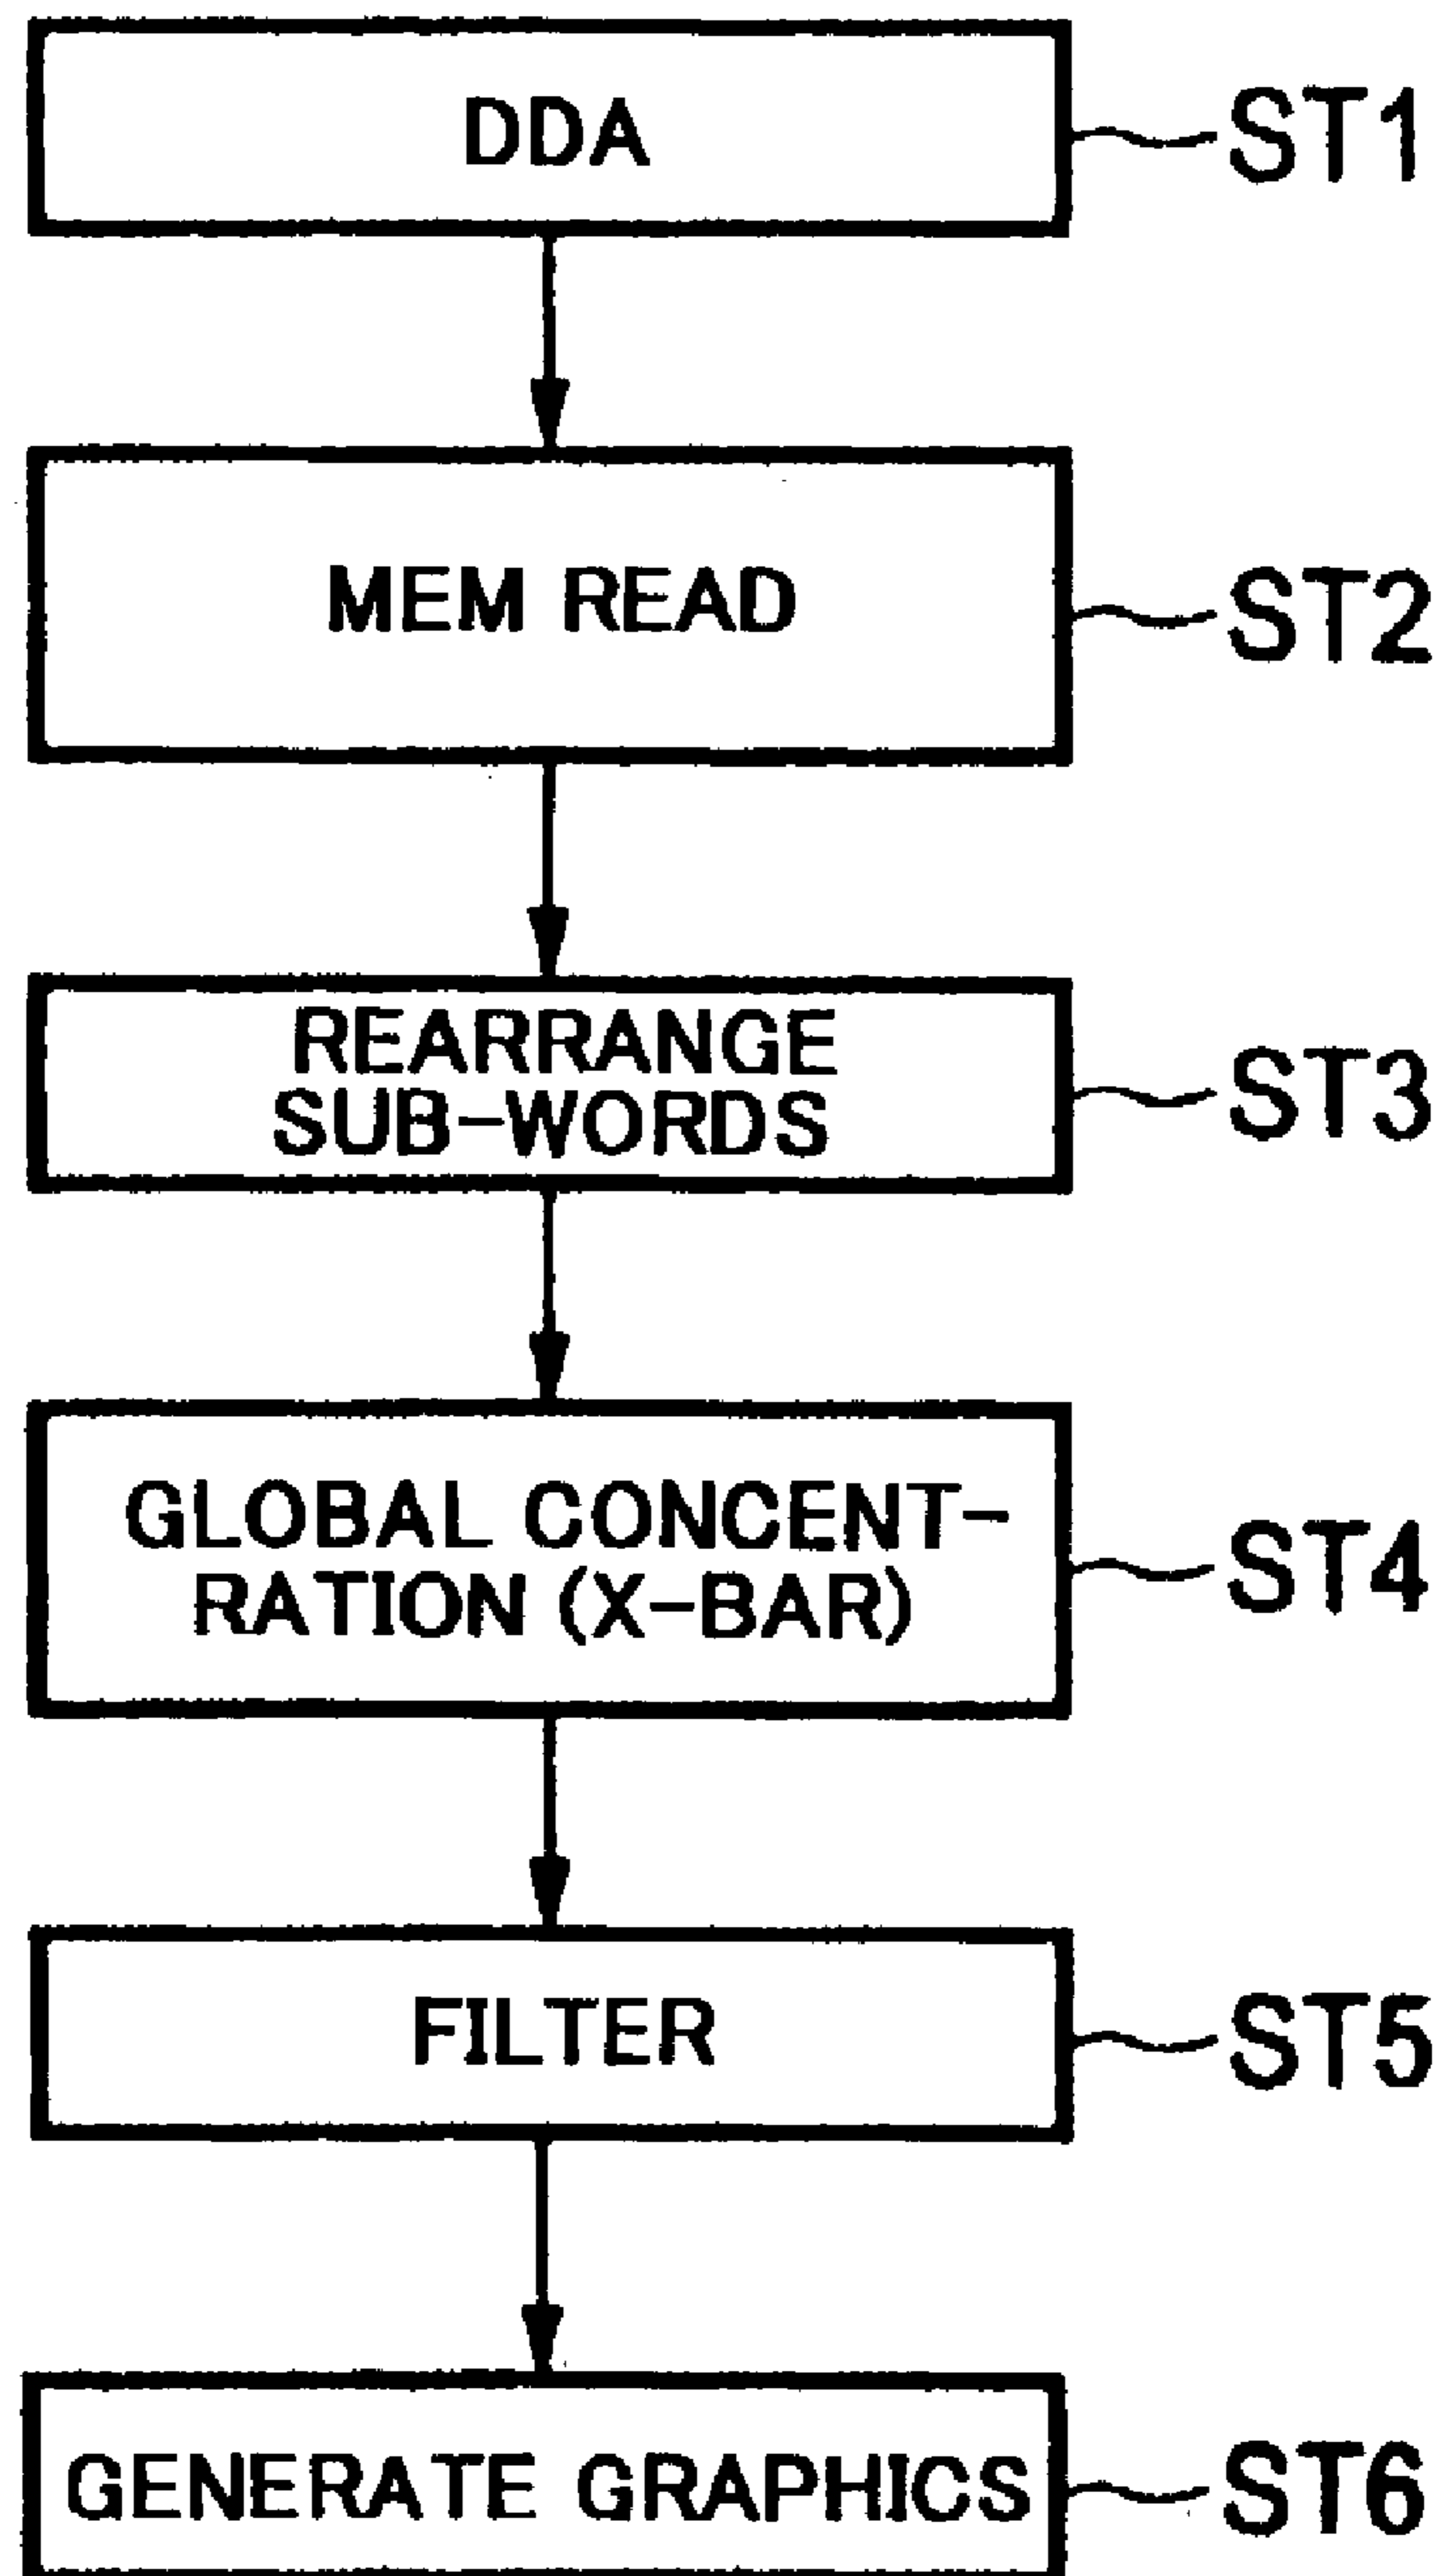 DDA
ST1
MEM READ
ST2
REARRANGE
SUB-WORDS
ST3
GLOBAL CONCENT-
RATION (X-BAR)
ST4
FILTER
ST5
GENERATE GRAPHICS
ST6